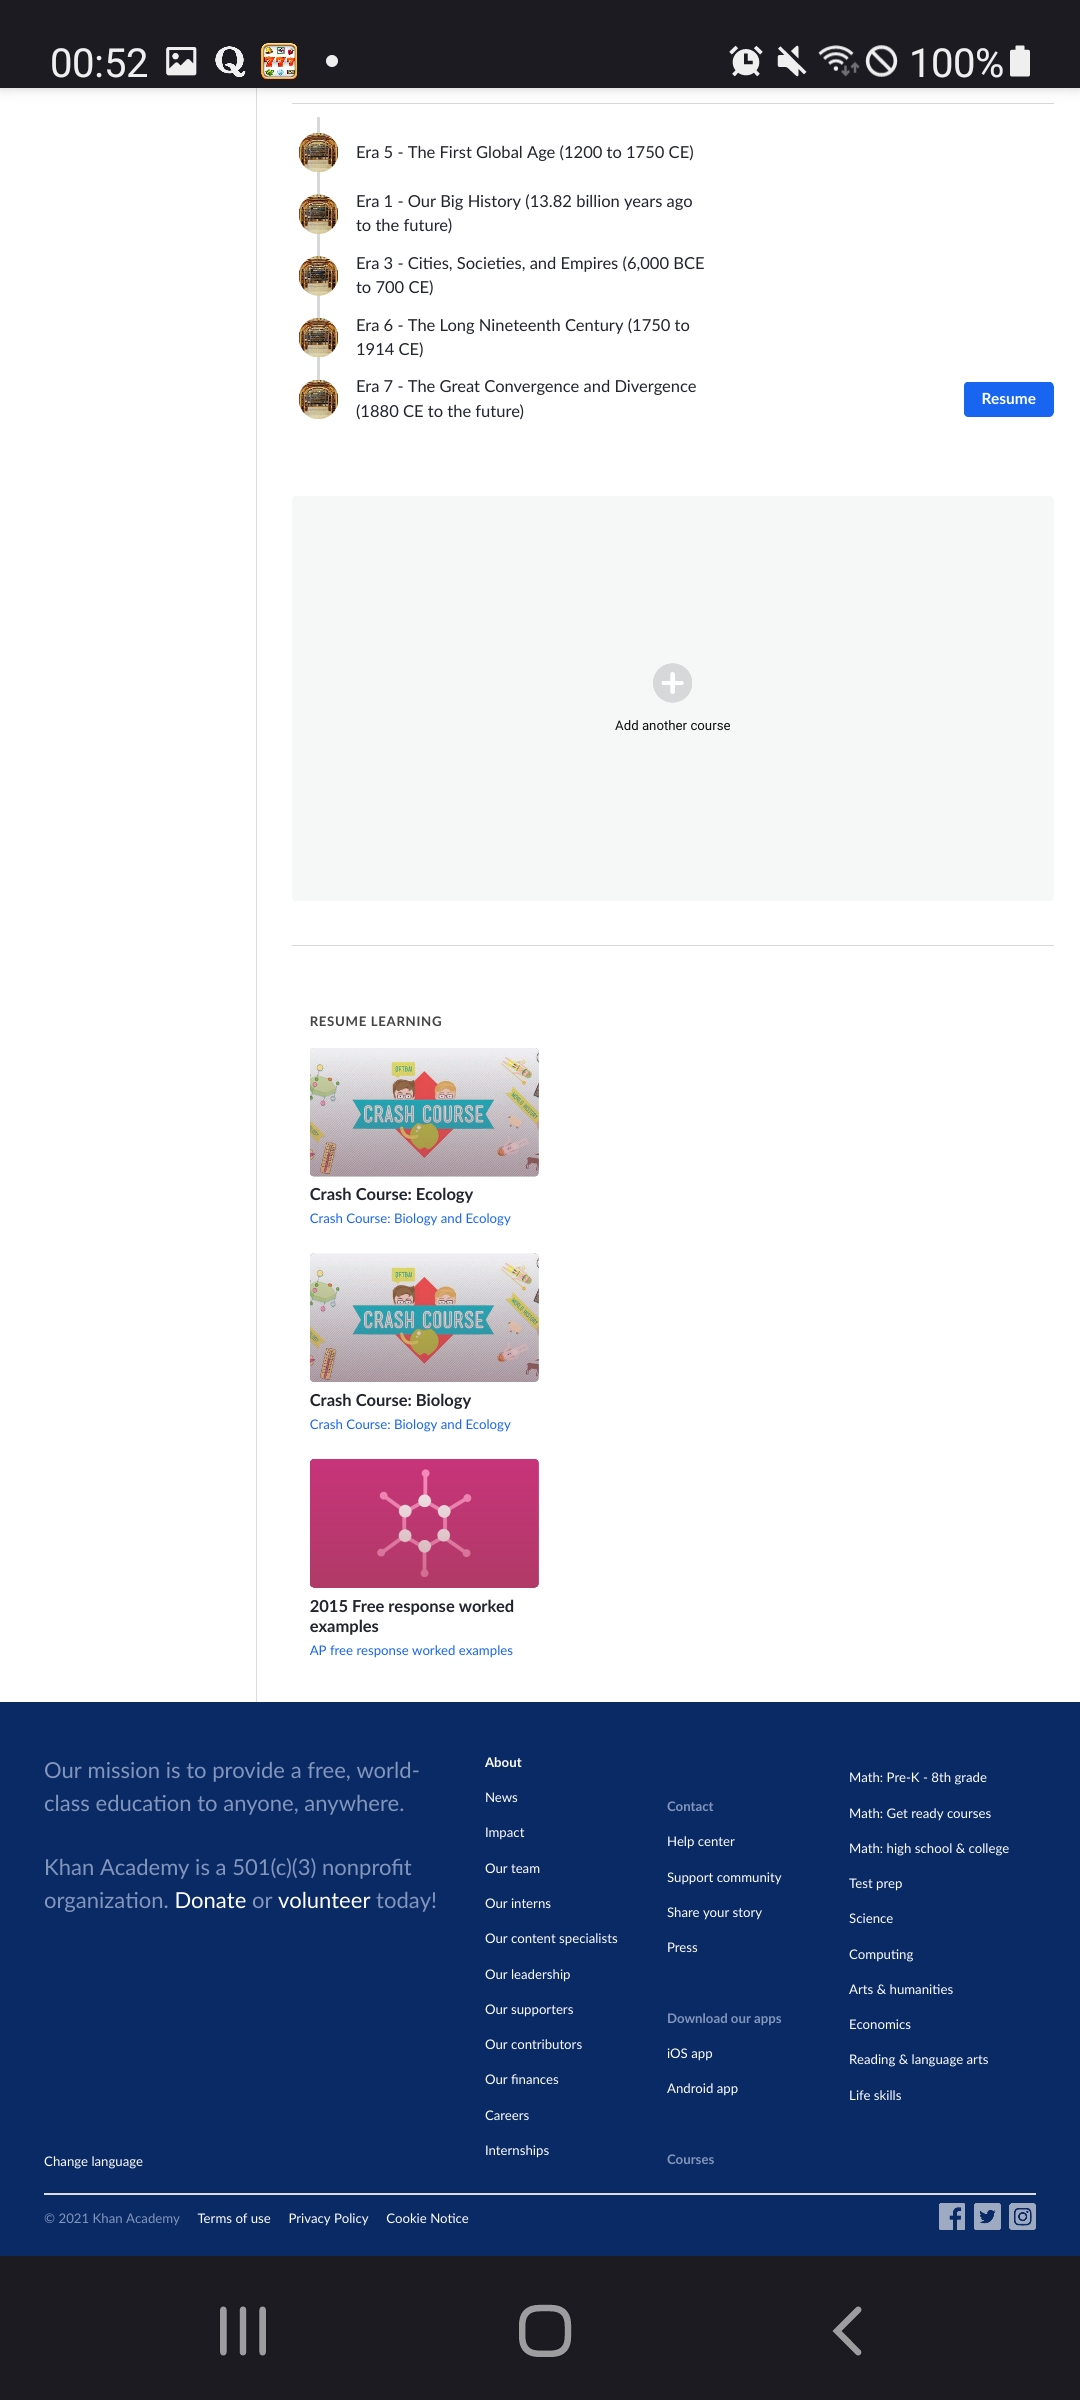 00:52
100%
Era 5 - The First Global Age (1200 to 1750 CE)
Era 1 - Our Big History (13.82 billion years ago
to the future)
Era 3 - Cities, Societies, and Empires (6,000 BCE
to 700 CE)
Era 6 - The Long Nineteenth Century (1750 to
1914 CE)
Era 7 - The Great Convergence and Divergence
(1880 CE to the future)
Resume
Add another course
RESUME LEARNING
DFTBA!
CRASH COURSE
WORLD HISTORY
Crash Course: Ecology
Crash Course: Biology and Ecology
DFTBA!
CRASH COURSE
WORLD HISTORY
Crash Course: Biology
Crash Course: Biology and Ecology
2015 Free response worked
examples
AP free response worked examples
Our mission is to provide a free, world-
class education to anyone, anywhere.
Khan Academy is a 501(c)(3) nonprofit
organization. Donate or volunteer today!
Change language
About
News
Impact
Our team
Our interns
Our content specialists
Our leadership
Our supporters
Our contributors
Our finances
Careers
Internships
Contact
Help center
Support community
Share your story
Press
Download our apps
iOS app
Android app
Courses
Math: Pre-K - 8th grade
Math: Get ready courses
Math: high school & college
Test prep
Science
Computing
Arts & humanities
Economics
Reading & language arts
Life skills
© 2021 Khan Academy Terms of use Privacy Policy Cookie Notice